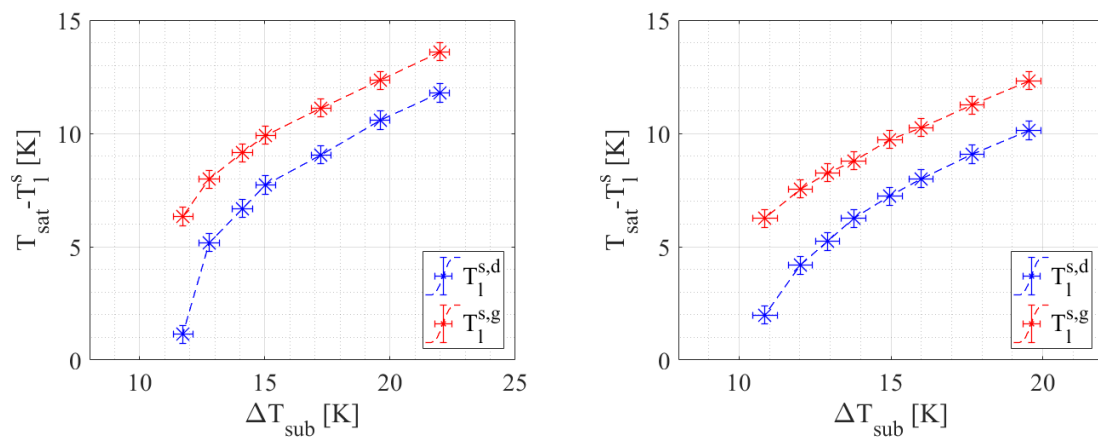 15
10
5
0
T_sat-T_l^s [K]
10 15 20 25
ΔT_sub [K]
T_l^s,d
T_l^s,g
15
10
5
0
T_sat-T_l^s [K]
10 15 20
ΔT_sub [K]
T_l^s,d
T_l^s,g